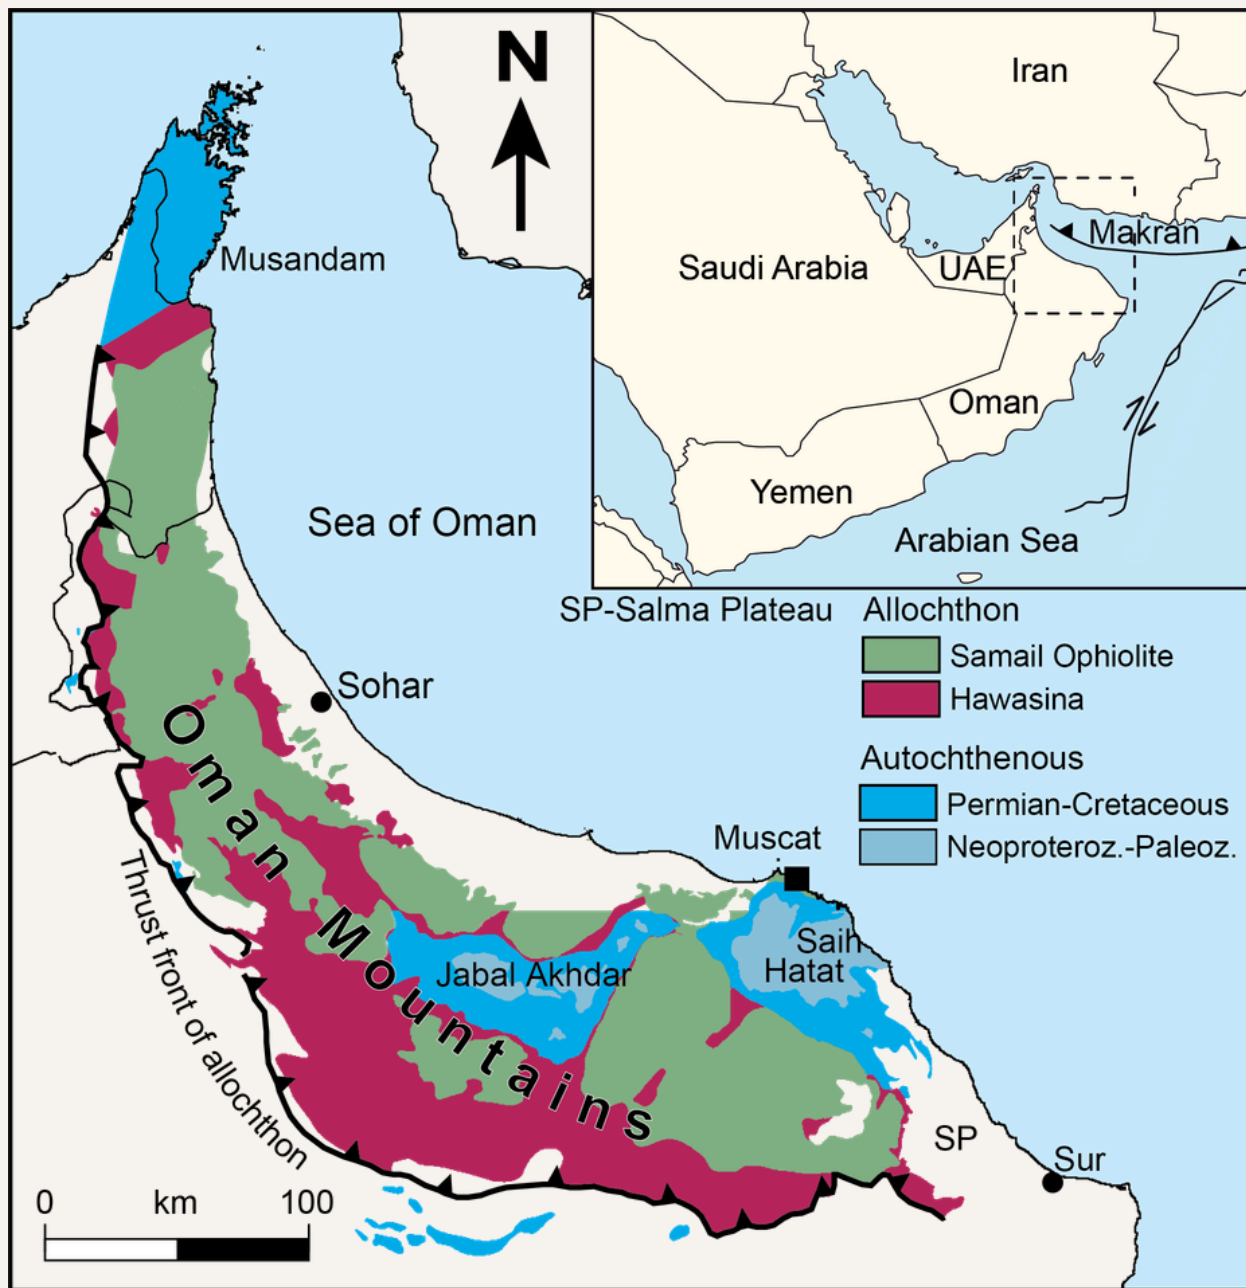 N
Iran
Makran
Saudi Arabia
UAE
Oman
Yemen
Arabian Sea
Musandam
Sea of Oman
SP-Salma Plateau
Allochthon
Samail Ophiolite
Hawasina
Autochthenous
Permian-Cretaceous
Neoproteroz.-Paleoz.
Sohar
Oman Mountains
Muscat
Saih
Hatat
Jabal Akhdar
Thrust front of allochthon
SP
Sur
0 km 100